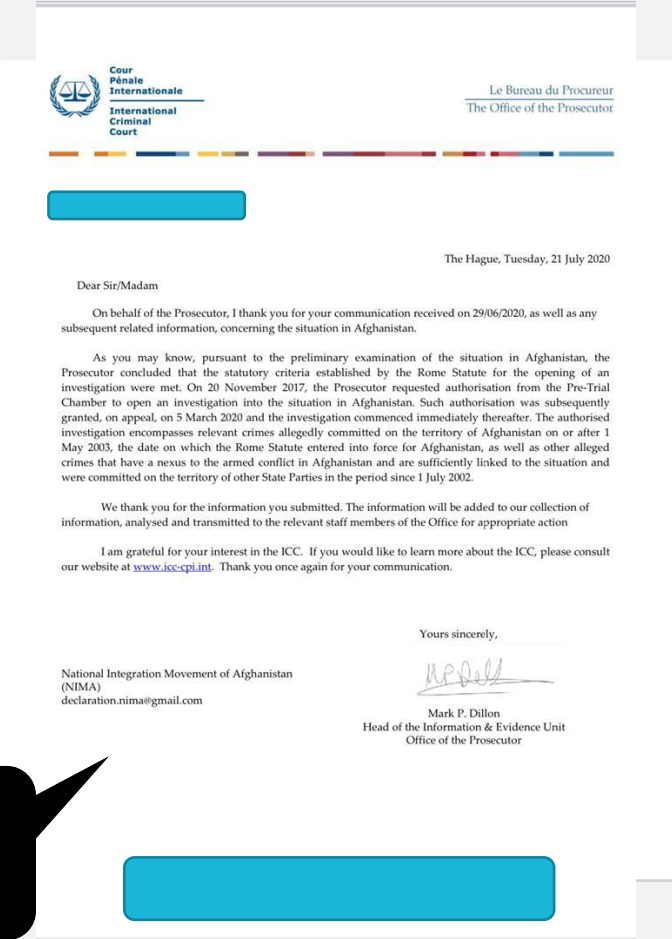 Cour
Pénale
Internationale
International
Criminal
Court
Le Bureau du Procureur
The Office of the Prosecutor
The Hague, Tuesday, 21 July 2020
Dear Sir/Madam
On behalf of the Prosecutor, I thank you for your communication received on 29/06/2020, as well as any
subsequent related information, concerning the situation in Afghanistan.
As you may know, pursuant to the preliminary examination of the situation in Afghanistan, the
Prosecutor concluded that the statutory criteria established by the Rome Statute for the opening of an
investigation were met. On 20 November 2017, the Prosecutor requested authorisation from the Pre-Trial
Chamber to open an investigation into the situation in Afghanistan. Such authorisation was subsequently
granted, on appeal, on 5 March 2020 and the investigation commenced immediately thereafter. The authorised
investigation encompasses relevant crimes allegedly committed on the territory of Afghanistan on or after 1
May 2003, the date on which the Rome Statute entered into force for Afghanistan, as well as other alleged
crimes that have a nexus to the armed conflict in Afghanistan and are sufficiently linked to the situation and
were committed on the territory of other State Parties in the period since 1 July 2002.
We thank you for the information you submitted. The information will be added to our collection of
information, analysed and transmitted to the relevant staff members of the Office for appropriate action
I am grateful for your interest in the ICC. If you would like to learn more about the ICC, please consult
our website at www.icc-cpi.int. Thank you once again for your communication.
Yours sincerely,
National Integration Movement of Afghanistan
(NIMA)
declaration.nima@gmail.com
MPDell
Mark P. Dillon
Head of the Information & Evidence Unit
Office of the Prosecutor